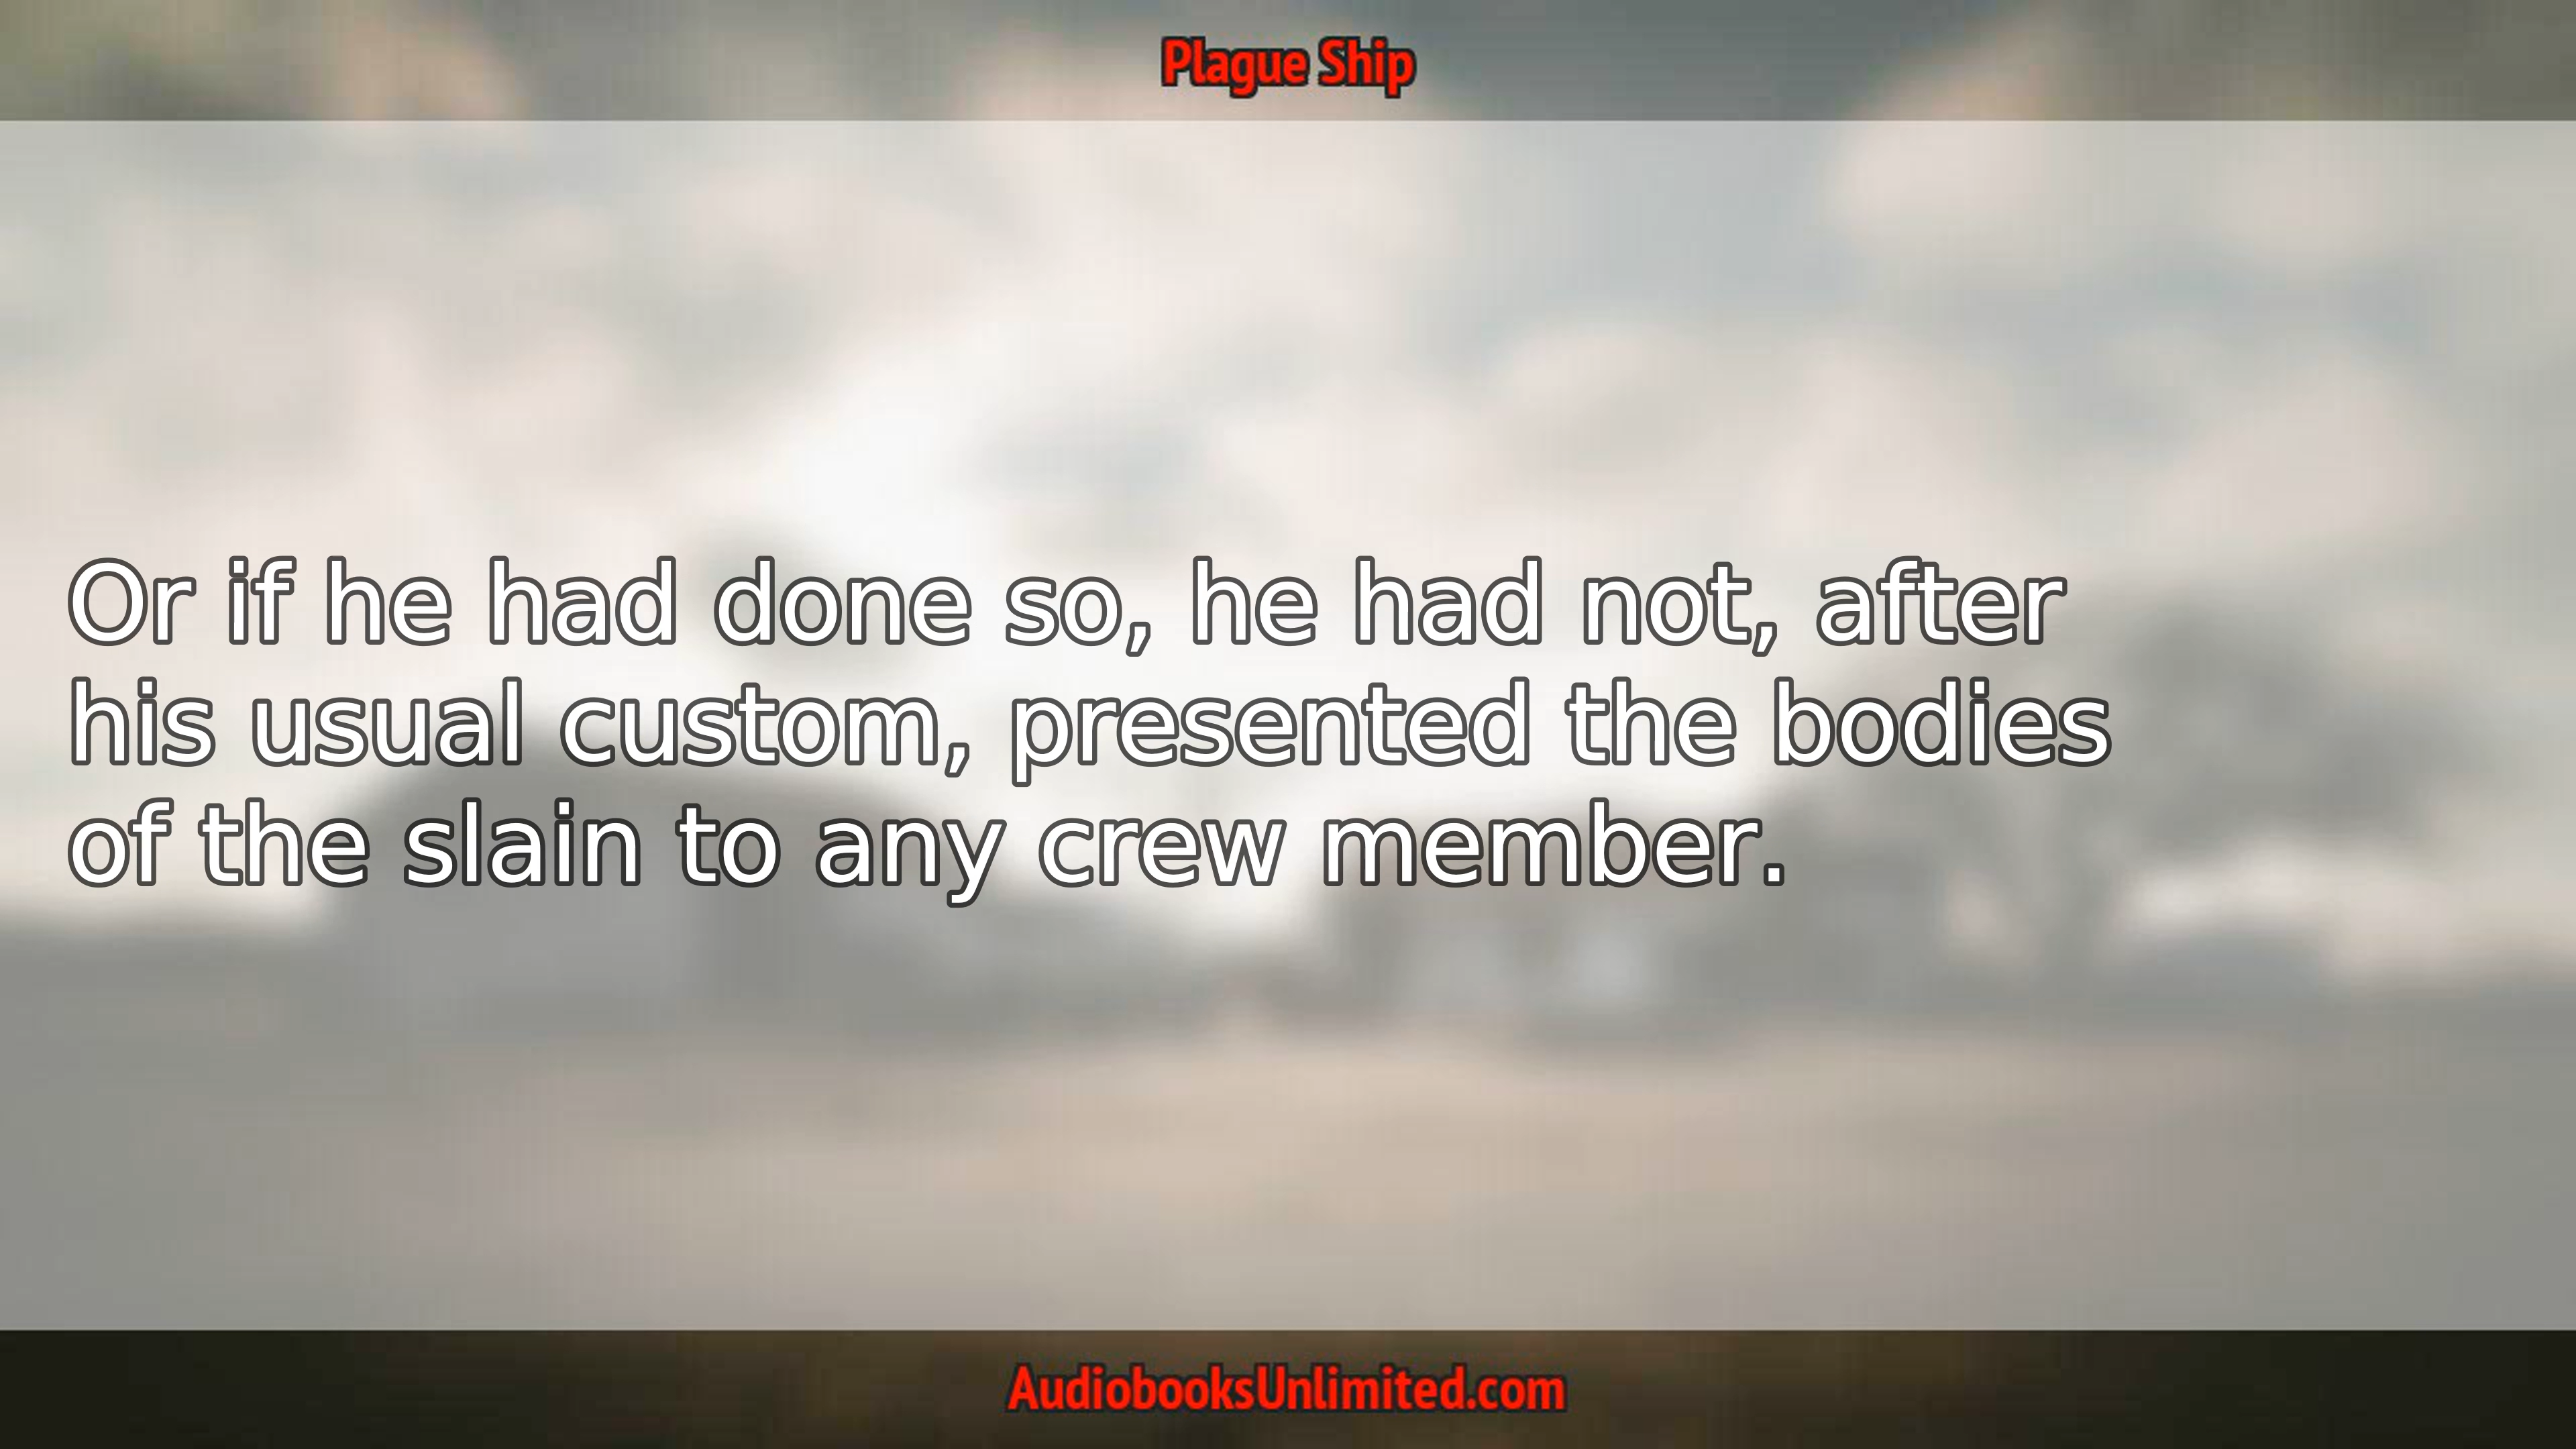 Plague Ship
Or if he had done so, he had not, after
his usual custom, presented the bodies
of the slain to any crew member.
AudiobooksUnlimited.com